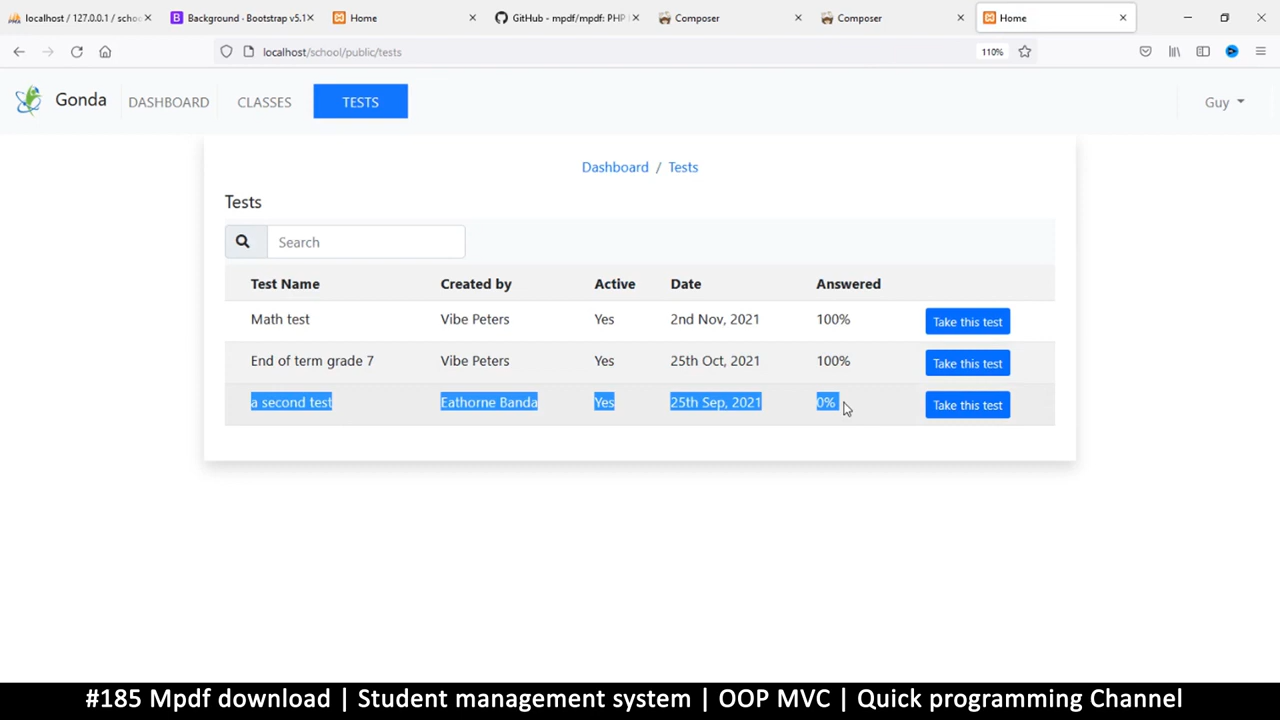 localhost / 127.0.0.1 / schoo
Background · Bootstrap v5.1
Home
GitHub - mpdf/mpdf: PHP
Composer
Composer
Home
localhost/school/public/tests
110%
Gonda
DASHBOARD
CLASSES
TESTS
Guy
Dashboard / Tests
Tests
Search
Test Name Created by Active Date Answered
Math test Vibe Peters Yes 2nd Nov, 2021 100% Take this test
End of term grade 7 Vibe Peters Yes 25th Oct, 2021 100% Take this test
a second test Eathorne Banda Yes 25th Sep, 2021 0% Take this test
#185 Mpdf download | Student management system | OOP MVC | Quick programming Channel